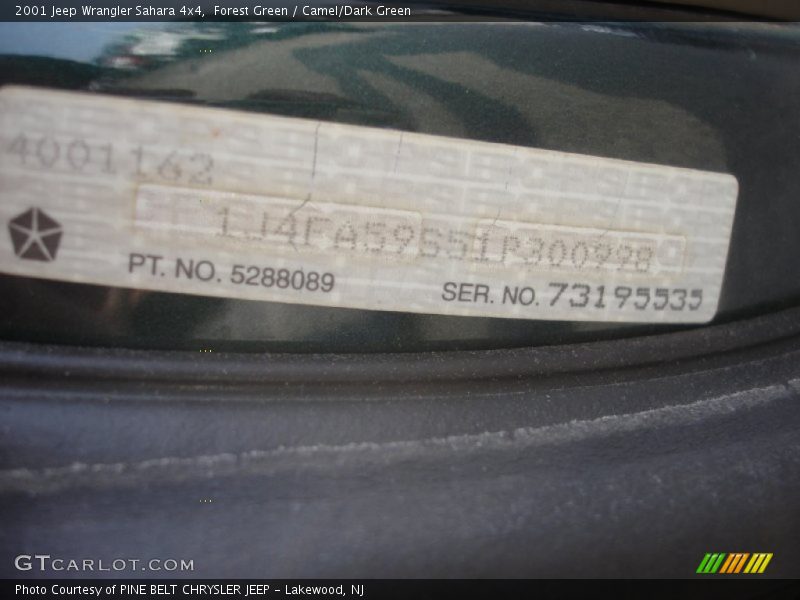 2001 Jeep Wrangler Sahara 4x4, Forest Green / Camel/Dark Green
4001162
1J4FA59S51P300998
PT. NO. 5288089
SER. NO. 73195535
GTCARLOT.COM
Photo Courtesy of PINE BELT CHRYSLER JEEP - Lakewood, NJ